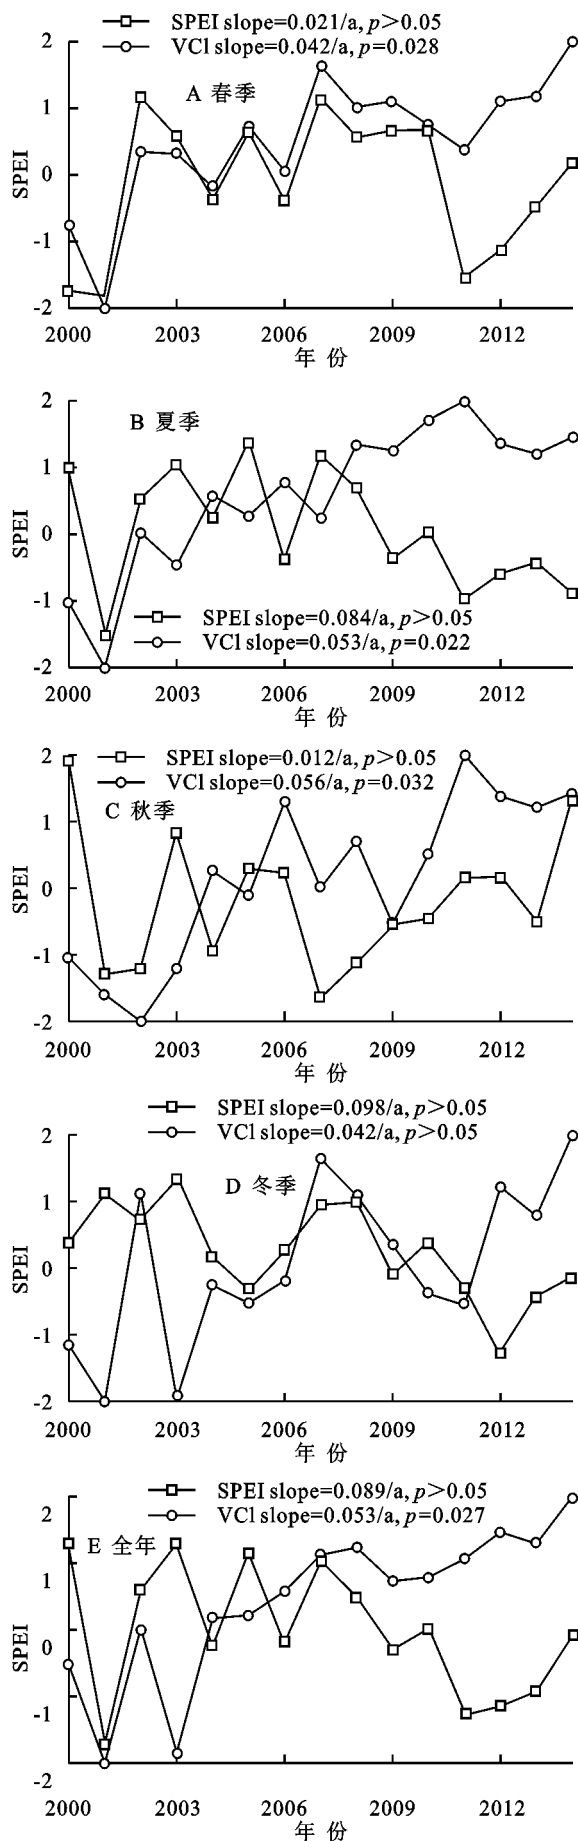 SPEI slope=0.021/a, p＞0.05
VCl slope=0.042/a, p=0.028
A 春季
2
1
0
-1
-2
SPEI
2000 2003 2006 2009 2012
年 份
B 夏季
2
1
0
-1
-2
SPEI
SPEI slope=0.084/a, p＞0.05
VCl slope=0.053/a, p=0.022
2000 2003 2006 2009 2012
年 份
SPEI slope=0.012/a, p＞0.05
VCl slope=0.056/a, p=0.032
C 秋季
2
1
0
-1
-2
SPEI
2000 2003 2006 2009 2012
年 份
SPEI slope=0.098/a, p＞0.05
VCl slope=0.042/a, p＞0.05
D 冬季
2
1
0
-1
-2
SPEI
2000 2003 2006 2009 2012
年 份
SPEI slope=0.089/a, p＞0.05
VCl slope=0.053/a, p=0.027
E 全年
2
1
0
-1
-2
SPEI
2000 2003 2006 2009 2012
年 份